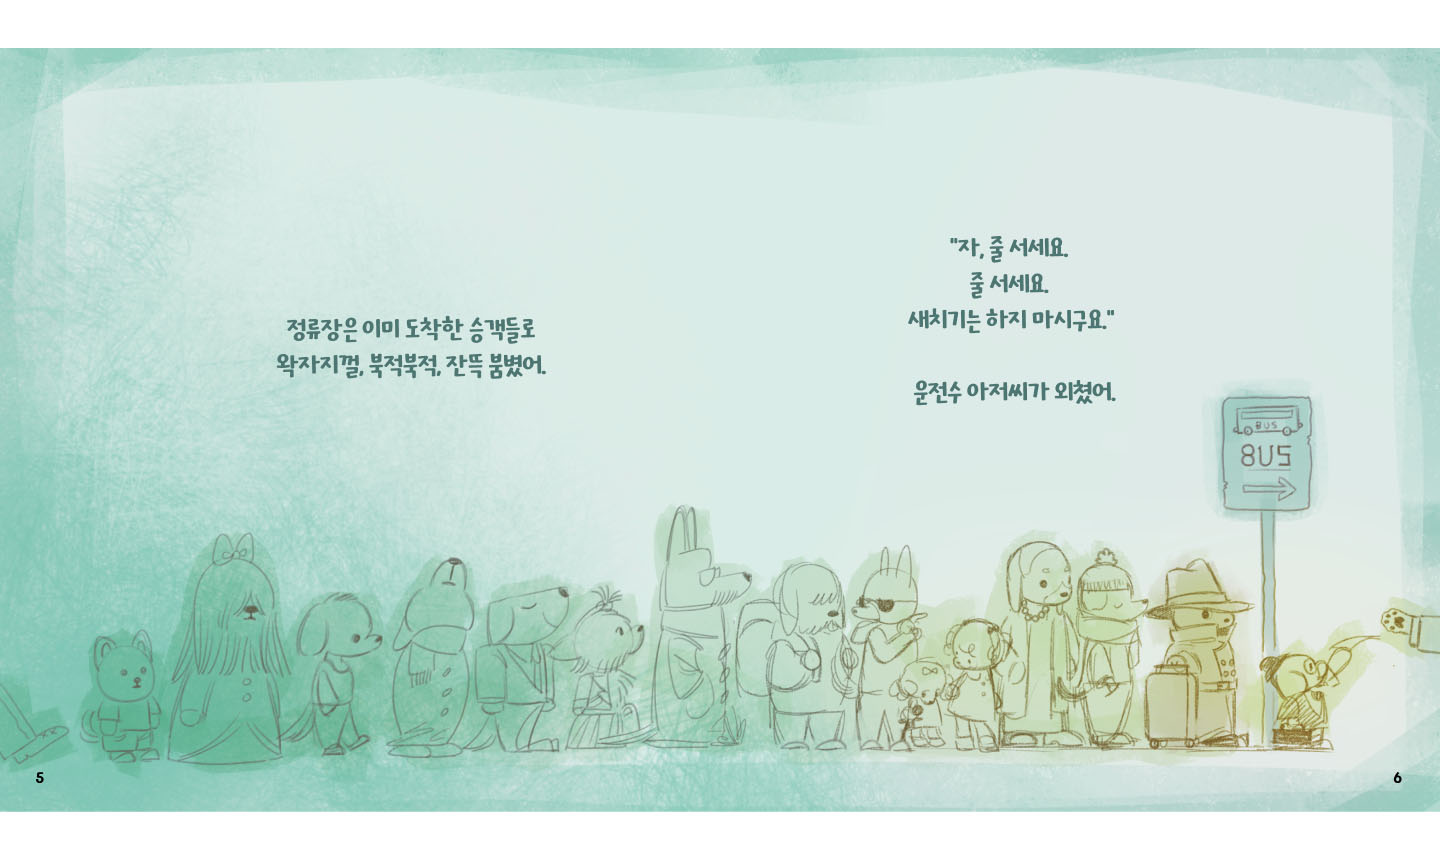 정류장은 이미 도착한 승객들로
왁자지껄, 북적북적, 잔뜩 붐볐어.
"자, 줄 서세요.
줄 서세요.
새치기는 하지 마시구요."
운전수 아저씨가 외쳤어.
BUS
BUS
5
6